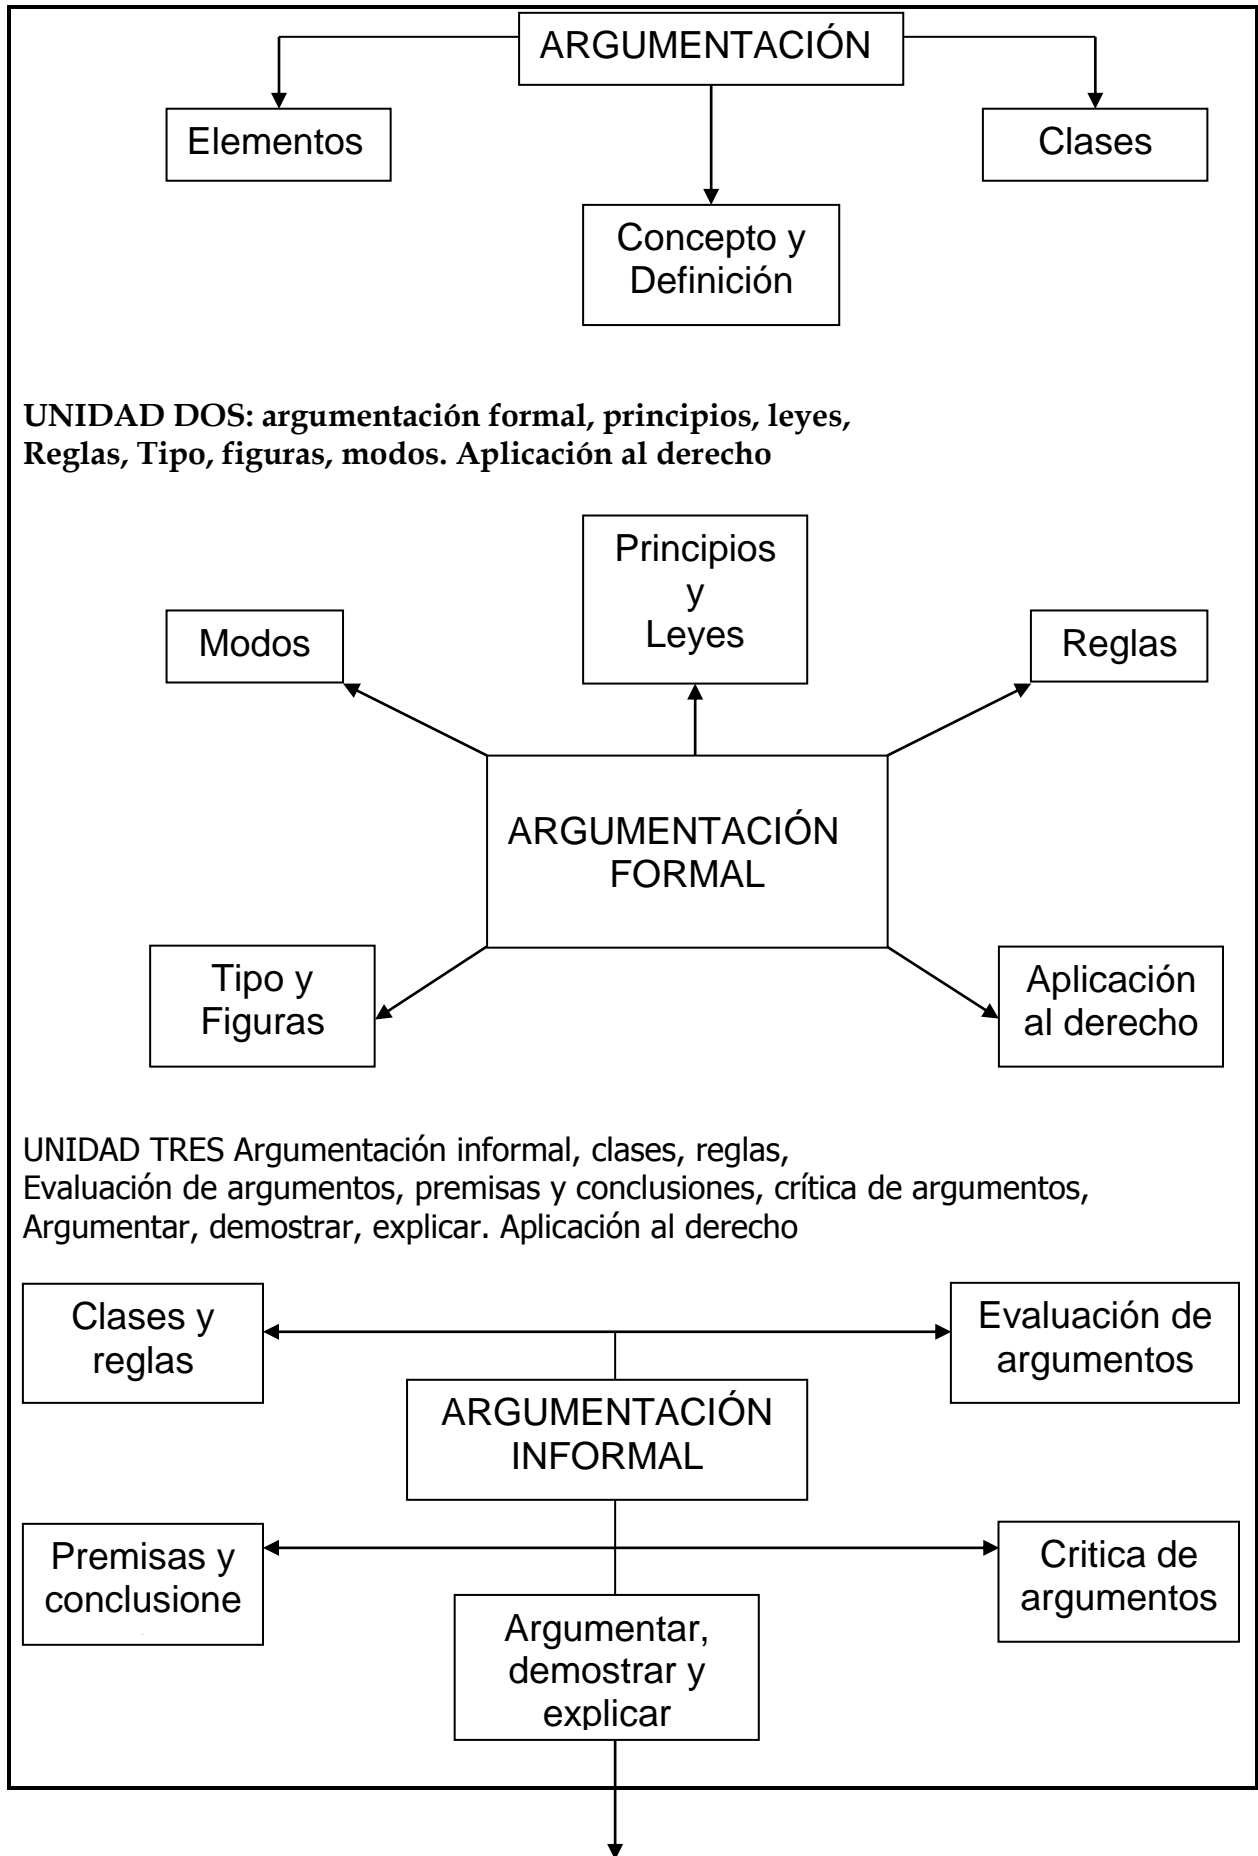 ARGUMENTACIÓN
Elementos
Clases
Concepto y
Definición
UNIDAD DOS: argumentación formal, principios, leyes,
Reglas, Tipo, figuras, modos. Aplicación al derecho
Principios
y
Leyes
Modos
Reglas
ARGUMENTACIÓN
FORMAL
Tipo y
Figuras
Aplicación
al derecho
UNIDAD TRES Argumentación informal, clases, reglas,
Evaluación de argumentos, premisas y conclusiones, crítica de argumentos,
Argumentar, demostrar, explicar. Aplicación al derecho
Clases y
reglas
Evaluación de
argumentos
ARGUMENTACIÓN
INFORMAL
Premisas y
conclusione
Critica de
argumentos
Argumentar,
demostrar y
explicar